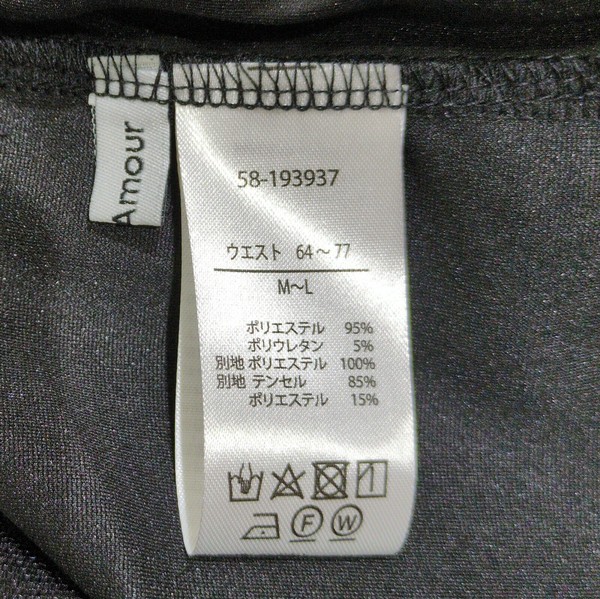 Amour
58-193937
ウエスト 64〜77
M〜L
ポリエステル 95%
ポリウレタン 5%
別地 ポリエステル 100%
別地 テンセル 85%
ポリエステル 15%
F
W